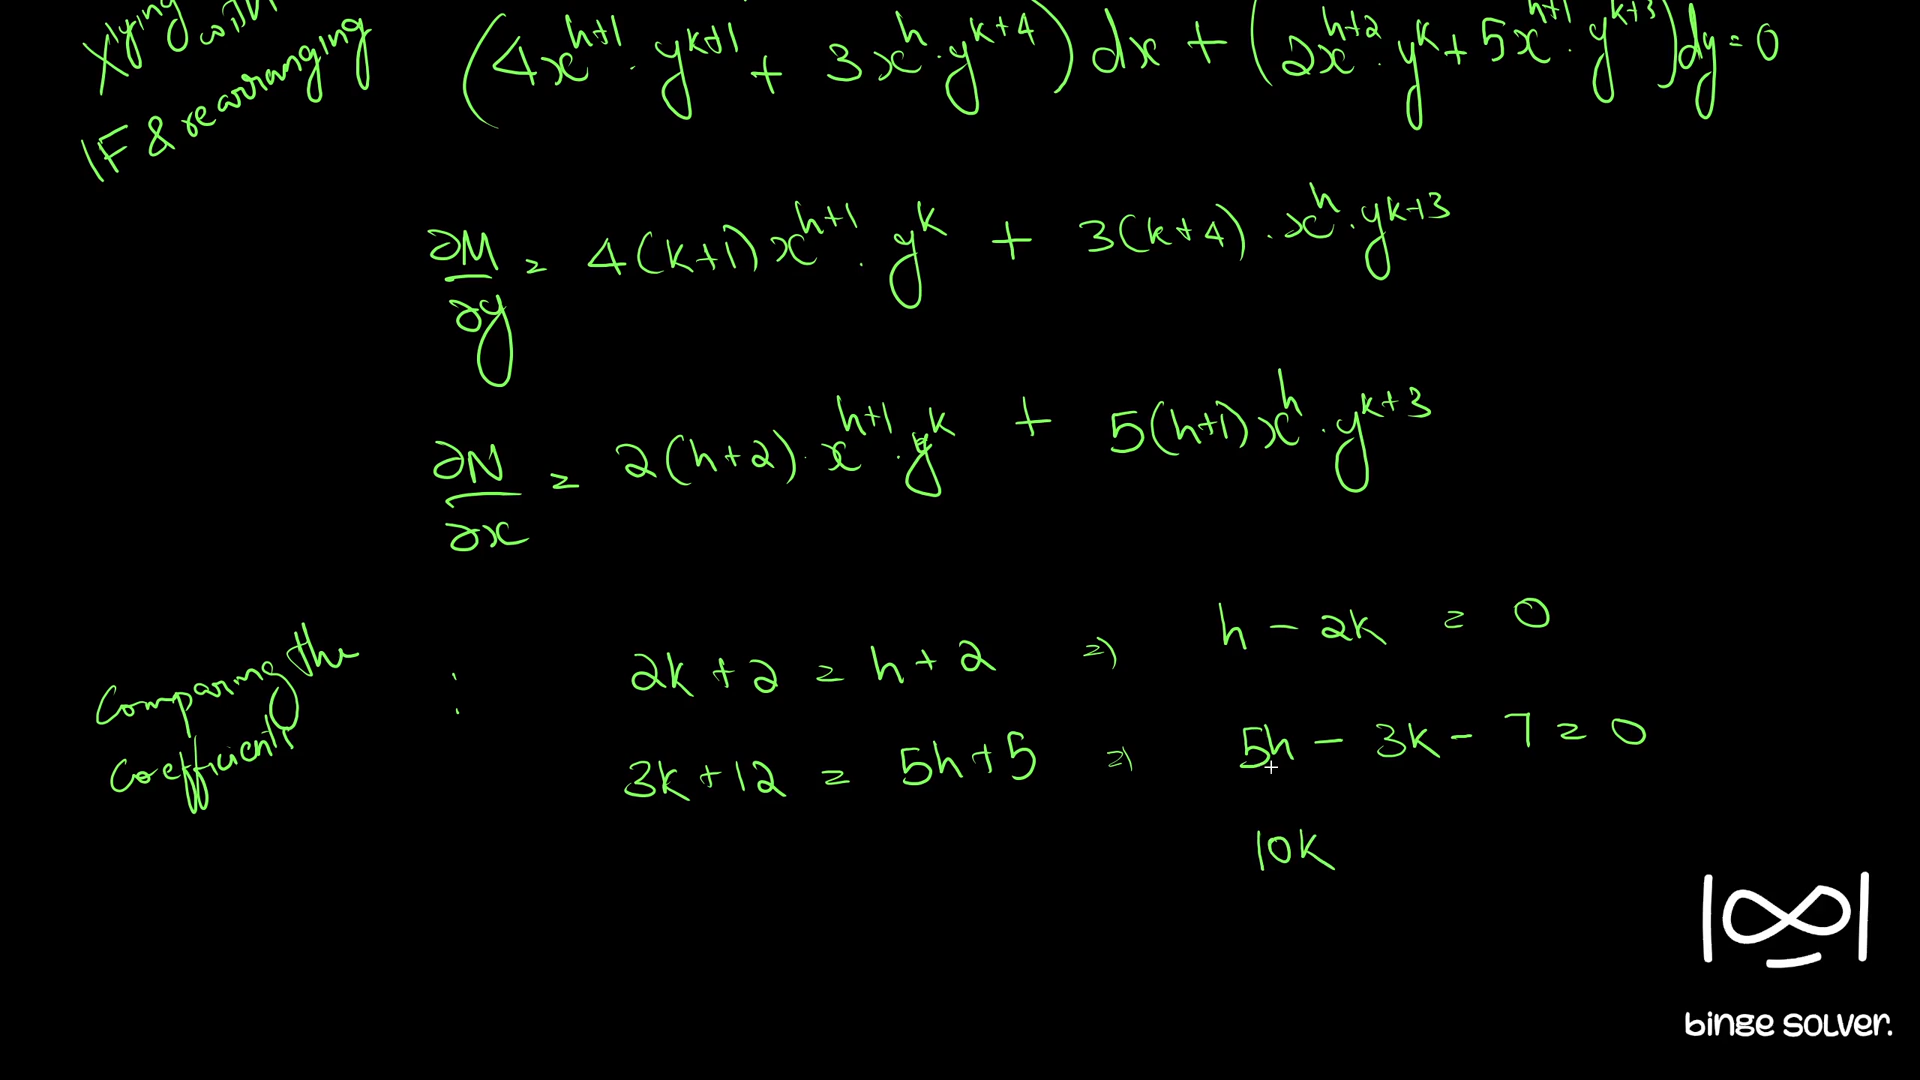 X'lying with
IF & rearranging
(4x^{h+1} · y^{k+1} + 3x^h · y^{k+4}) dx + (2x^{h+2} · y^k + 5x^{h+1} · y^{k+3}) dy = 0
∂M/∂y = 4(k+1) x^{h+1} · y^k + 3(k+4) · x^h · y^{k+3}
∂N/∂x = 2(h+2) · x^{h+1} · y^k + 5(h+1) x^h · y^{k+3}
Comparing the
Coefficients :
2k + 2 = h + 2 ⇒ h - 2k = 0
3k + 12 = 5h + 5 ⇒ 5h - 3k - 7 = 0
10k
binge solver.